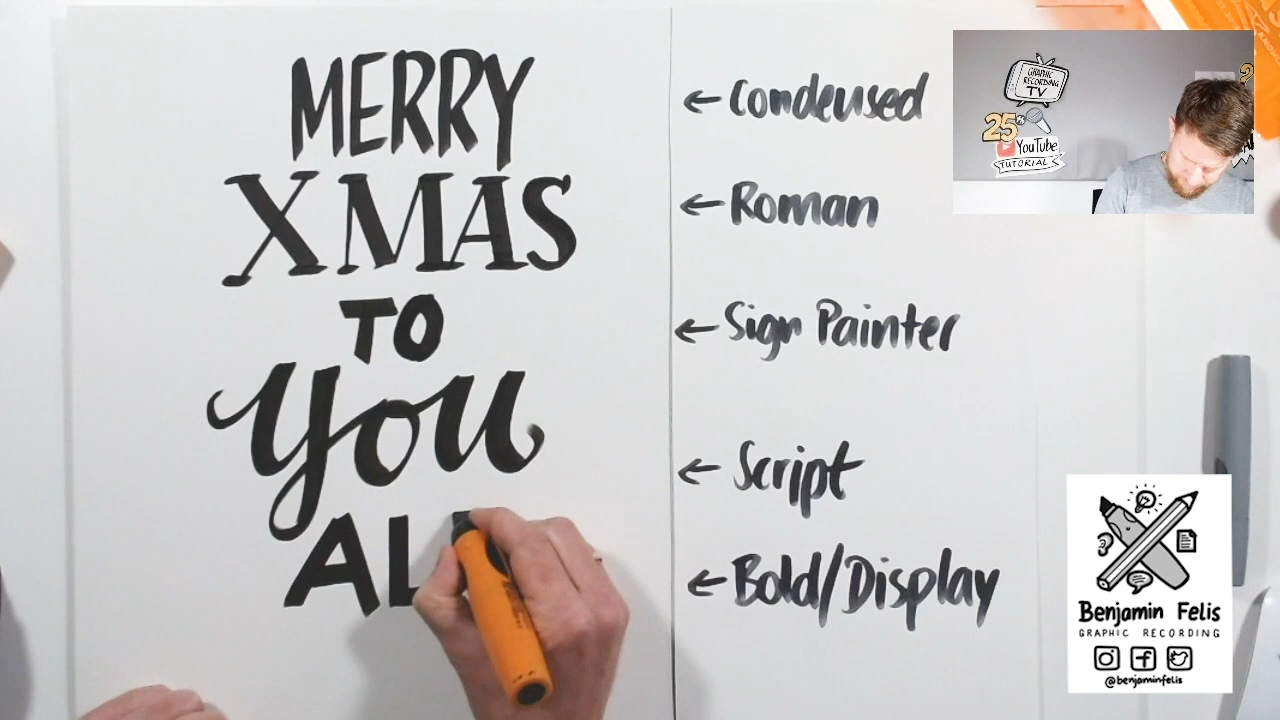 MERRY
XMAS
TO
You
AL
← Condensed
← Roman
← Sign Painter
← Script
← Bold/Display
GRAPHIC
RECORDING
TV
25
YouTube
TUTORIALS
Benjamin Felis
GRAPHIC RECORDING
@benjaminfelis